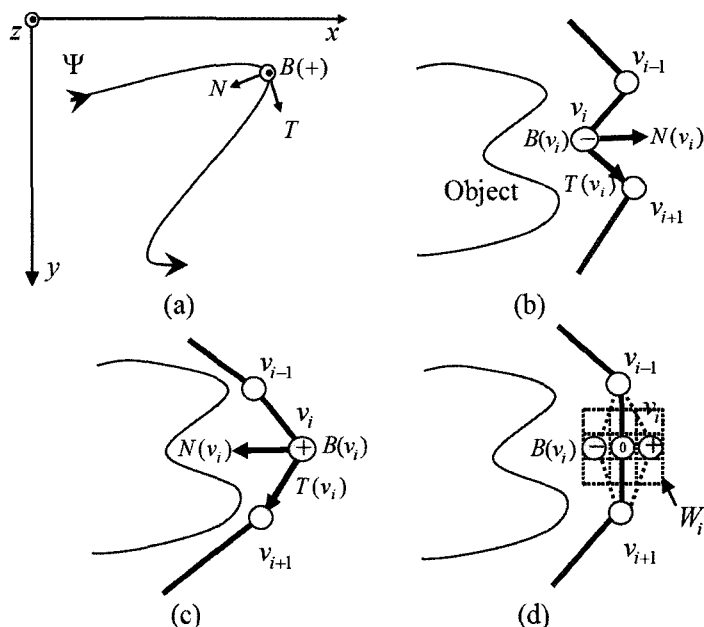 z
x
Ψ
B(+)
N
T
y
(a)
v_{i-1}
v_i
−
B(v_i)
N(v_i)
T(v_i)
Object
v_{i+1}
(b)
v_{i-1}
v_i
N(v_i)
+
B(v_i)
T(v_i)
v_{i+1}
(c)
v_{i-1}
v_i
B(v_i)
− 0 +
W_i
v_{i+1}
(d)